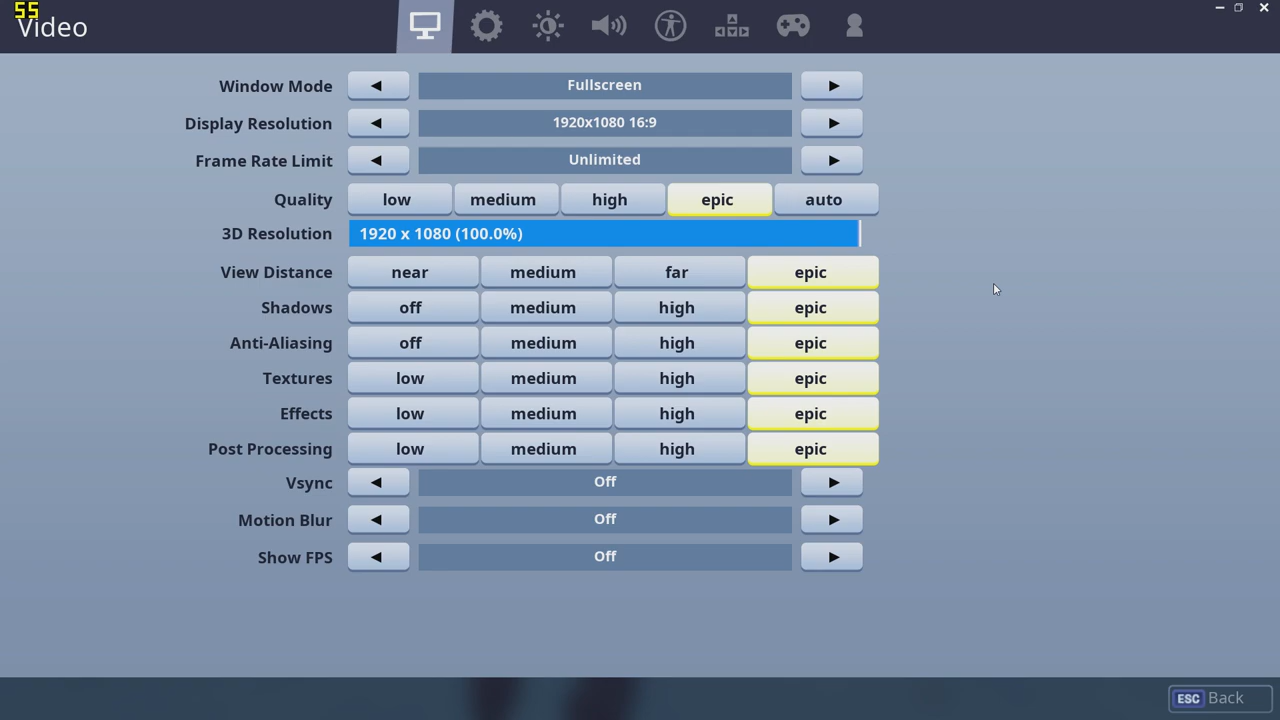 55
Video
Window Mode ◄ Fullscreen ►
Display Resolution ◄ 1920x1080 16:9 ►
Frame Rate Limit ◄ Unlimited ►
Quality low medium high epic auto
3D Resolution 1920 x 1080 (100.0%)
View Distance near medium far epic
Shadows off medium high epic
Anti-Aliasing off medium high epic
Textures low medium high epic
Effects low medium high epic
Post Processing low medium high epic
Vsync ◄ Off ►
Motion Blur ◄ Off ►
Show FPS ◄ Off ►
ESC Back